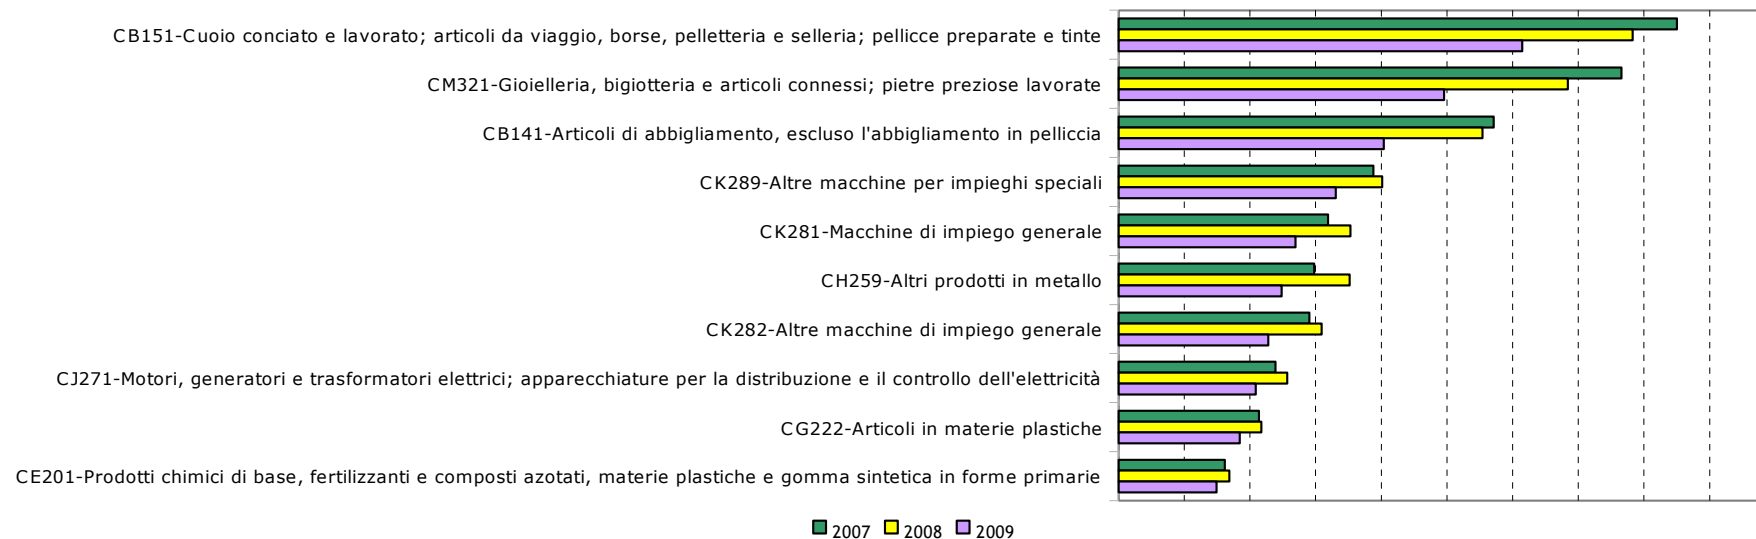 CB151-Cuoio conciato e lavorato; articoli da viaggio, borse, pelletteria e selleria; pellicce preparate e tinte
CM321-Gioielleria, bigiotteria e articoli connessi; pietre preziose lavorate
CB141-Articoli di abbigliamento, escluso l'abbigliamento in pelliccia
CK289-Altre macchine per impieghi speciali
CK281-Macchine di impiego generale
CH259-Altri prodotti in metallo
CK282-Altre macchine di impiego generale
CJ271-Motori, generatori e trasformatori elettrici; apparecchiature per la distribuzione e il controllo dell'elettricità
CG222-Articoli in materie plastiche
CE201-Prodotti chimici di base, fertilizzanti e composti azotati, materie plastiche e gomma sintetica in forme primarie
2007 2008 2009